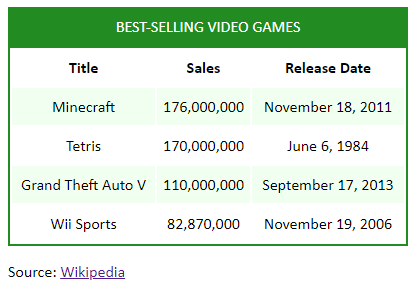 BEST-SELLING VIDEO GAMES
Title Sales Release Date
Minecraft 176,000,000 November 18, 2011
Tetris 170,000,000 June 6, 1984
Grand Theft Auto V 110,000,000 September 17, 2013
Wii Sports 82,870,000 November 19, 2006
Source: Wikipedia